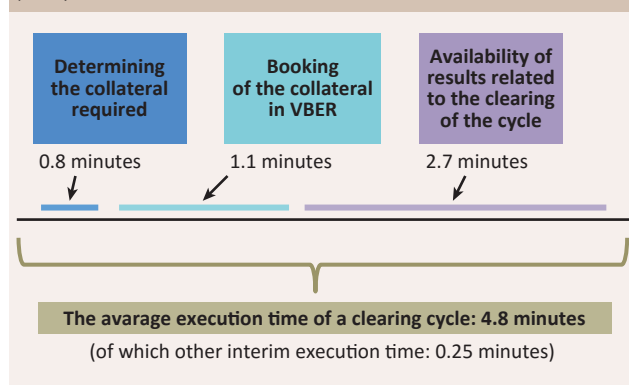 Determining
the collateral
required
Booking
of the collateral
in VBER
Availability of
results related
to the clearing
of the cycle
0.8 minutes
1.1 minutes
2.7 minutes
The avarage execution time of a clearing cycle: 4.8 minutes
(of which other interim execution time: 0.25 minutes)